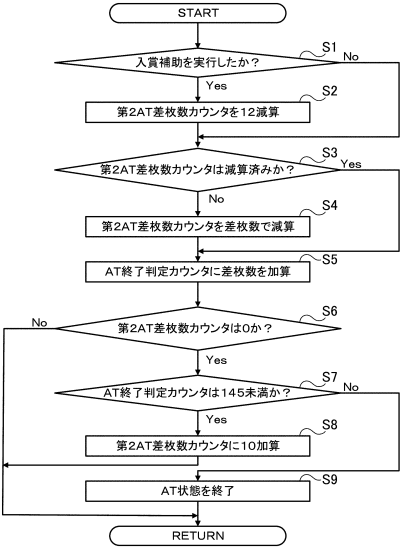 START
S1
入賞補助を実行したか？
No
Yes
S2
第2AT差枚数カウンタを12減算
S3
第2AT差枚数カウンタは減算済みか？
Yes
No
S4
第2AT差枚数カウンタを差枚数で減算
S5
AT終了判定カウンタに差枚数を加算
S6
第2AT差枚数カウンタは0か？
No
Yes
S7
AT終了判定カウンタは145未満か？
No
Yes
S8
第2AT差枚数カウンタに10加算
S9
AT状態を終了
RETURN